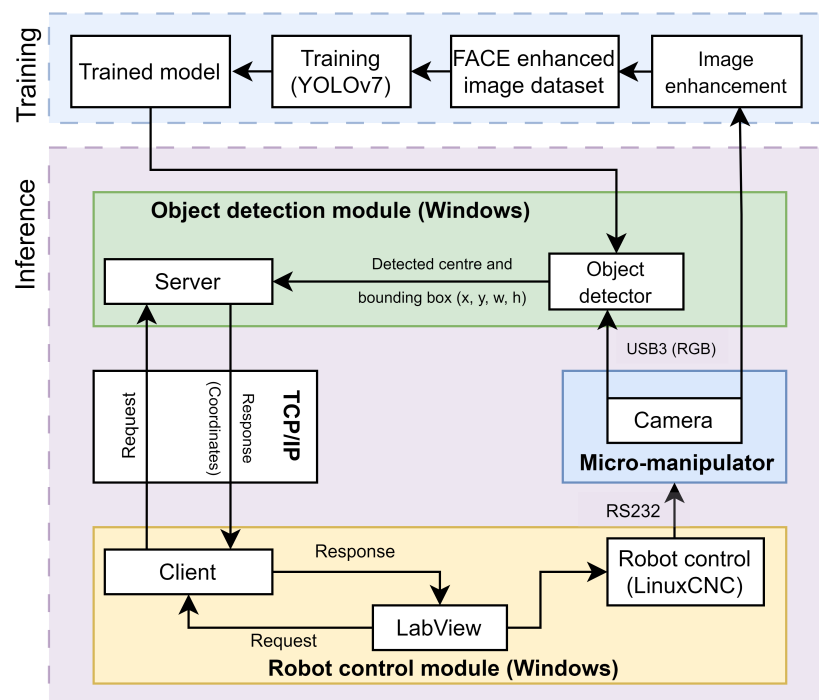 Training
Trained model
Training
(YOLOv7)
FACE enhanced
image dataset
Image
enhancement
Inference
Object detection module (Windows)
Server
Detected centre and
bounding box (x, y, w, h)
Object
detector
USB3 (RGB)
Request
Response
(Coordinates)
TCP/IP
Camera
Micro-manipulator
RS232
Client
Response
Robot control
(LinuxCNC)
LabView
Request
Robot control module (Windows)